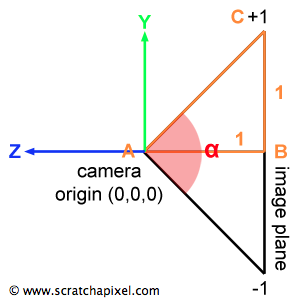 C +1
Y
1
Z
A
1
α
B
camera
origin (0,0,0)
image plane
-1
© www.scratchapixel.com